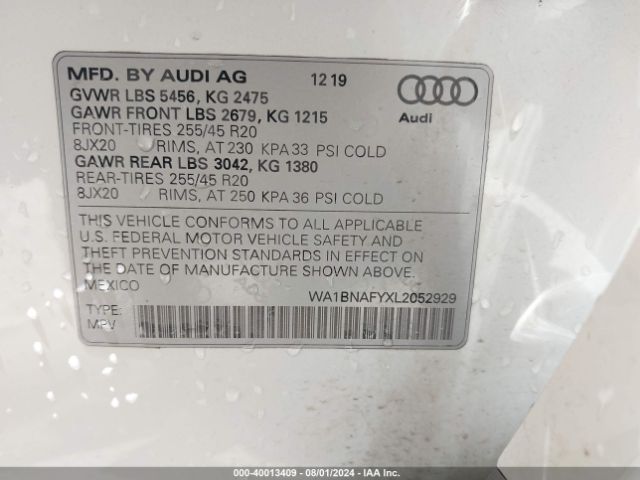 MFD. BY AUDI AG 12 19
GVWR LBS 5456, KG 2475
GAWR FRONT LBS 2679, KG 1215
FRONT-TIRES 255/45 R20
8JX20 RIMS, AT 230 KPA 33 PSI COLD
GAWR REAR LBS 3042, KG 1380
REAR-TIRES 255/45 R20
8JX20 RIMS, AT 250 KPA 36 PSI COLD
Audi
THIS VEHICLE CONFORMS TO ALL APPLICABLE
U.S. FEDERAL MOTOR VEHICLE SAFETY AND
THEFT PREVENTION STANDARDS IN EFFECT ON
THE DATE OF MANUFACTURE SHOWN ABOVE.
MEXICO
WA1BNAFYXL2052929
TYPE:
MPV
000-40013409 - 08/01/2024 - IAA Inc.